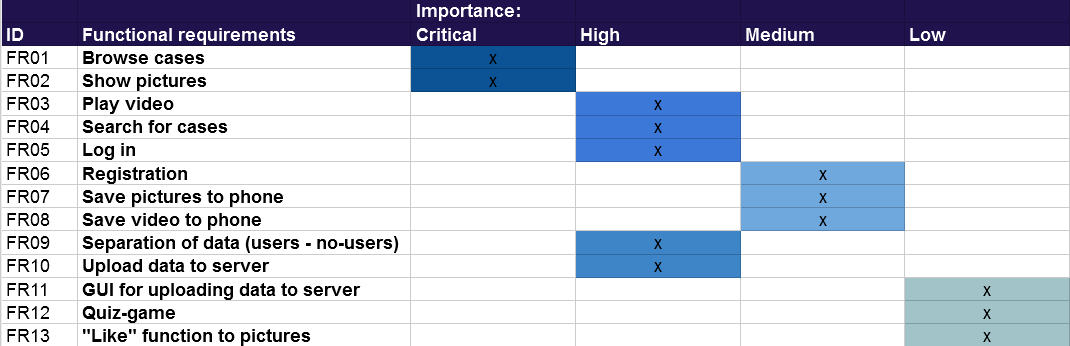 Importance:
ID Functional requirements Critical High Medium Low
FR01 Browse cases x
FR02 Show pictures x
FR03 Play video x
FR04 Search for cases x
FR05 Log in x
FR06 Registration x
FR07 Save pictures to phone x
FR08 Save video to phone x
FR09 Separation of data (users - no-users) x
FR10 Upload data to server x
FR11 GUI for uploading data to server x
FR12 Quiz-game x
FR13 "Like" function to pictures x